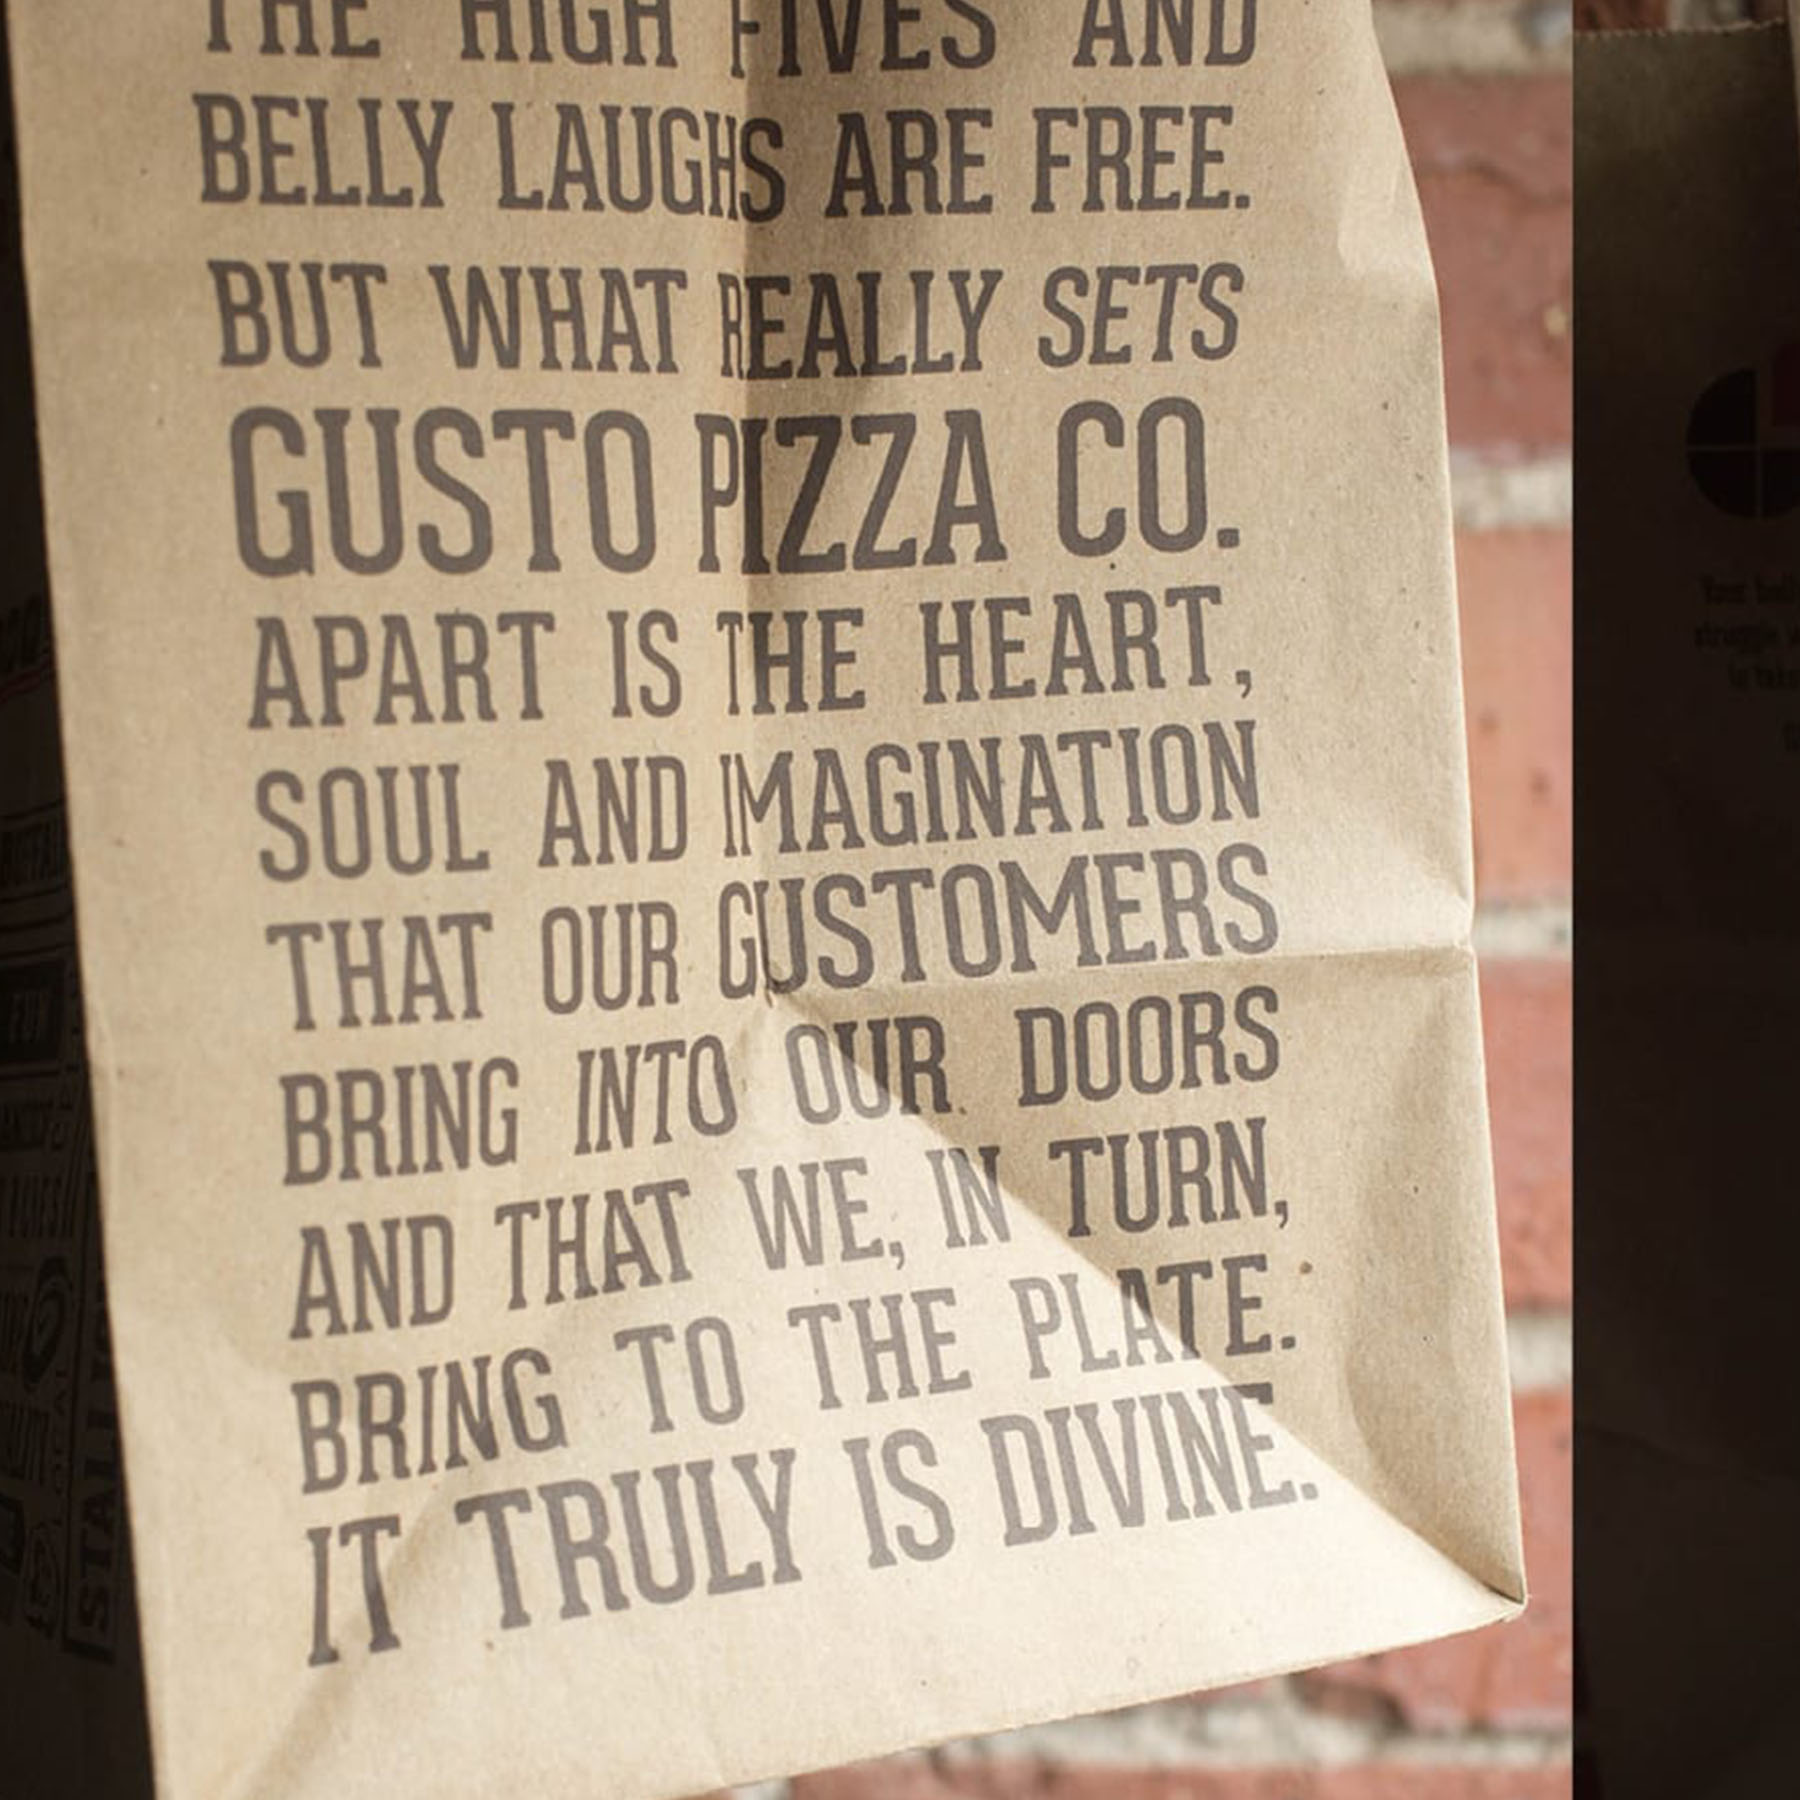 THE HIGH FIVES AND
BELLY LAUGHS ARE FREE.
BUT WHAT REALLY SETS
GUSTO PIZZA CO.
APART IS THE HEART,
SOUL AND IMAGINATION
THAT OUR GUSTOMERS
BRING INTO OUR DOORS
AND THAT WE, IN TURN,
BRING TO THE PLATE.
IT TRULY IS DIVINE.